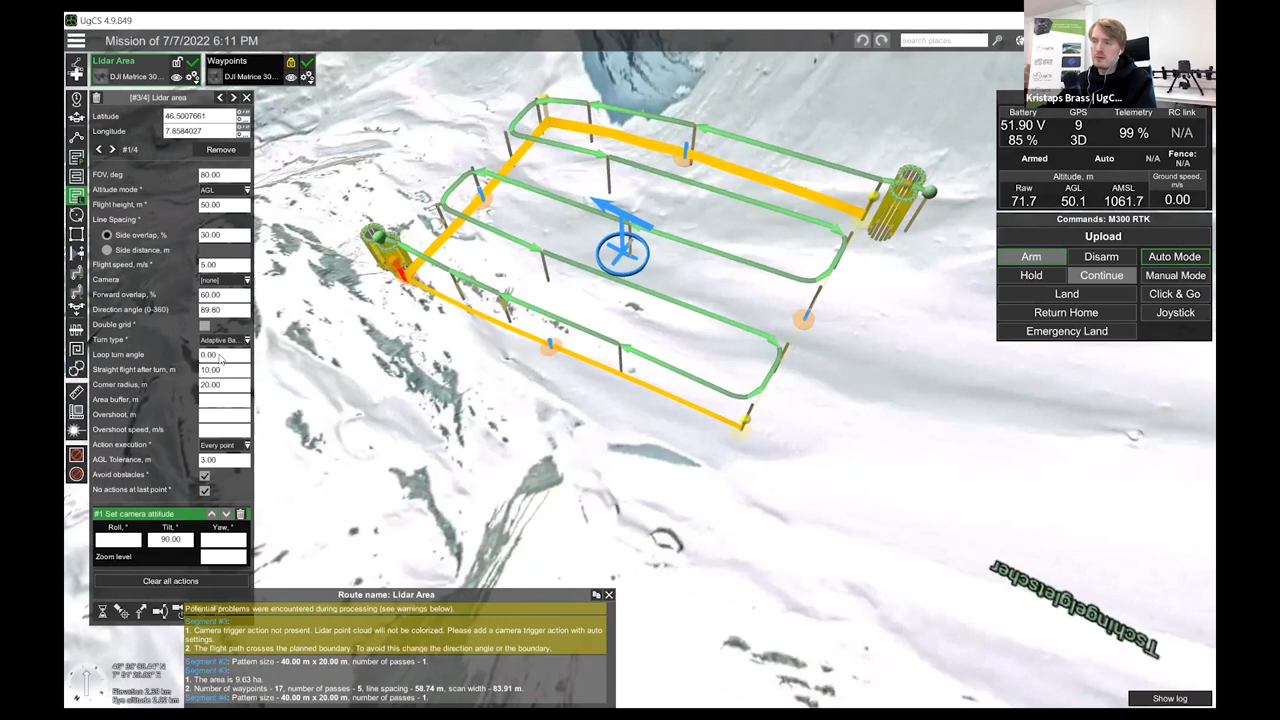 UgCS 4.9.849
Mission of 7/7/2022 6:11 PM
search places
Lidar Area
DJI Matrice 30...
Waypoints
DJI Matrice 30...
Kristaps Brass | UgC...
[#3/4] Lidar area
Latitude 46.5007661
Longitude 7.8584027
#1/4 Remove
FOV, deg 80.00
Altitude mode * AGL
Flight height, m * 50.00
Line Spacing *
Side overlap, % 30.00
Side distance, m
Flight speed, m/s * 5.00
Camera [none]
Forward overlap, % 60.00
Direction angle (0-360) 89.80
Double grid *
Turn type * Adaptive Ba...
Loop turn angle 0.00
Straight flight after turn, m 10.00
Corner radius, m 20.00
Area buffer, m
Overshoot, m
Overshoot speed, m/s
Action execution * Every point
AGL Tolerance, m 3.00
Avoid obstacles *
No actions at last point *
#1 Set camera attitude
Roll, ° Tilt, ° Yaw, °
90.00
Zoom level
Clear all actions
Battery GPS Telemetry RC link
51.90 V 9 99 % N/A
85 % 3D
Armed Auto N/A Fence: N/A
Altitude, m Ground speed, m/s
Raw AGL AMSL
71.7 50.1 1061.7 0.00
Commands: M300 RTK
Upload
Arm Disarm Auto Mode
Hold Continue Manual Mode
Land Click & Go
Return Home Joystick
Emergency Land
Tschingelgletscher
Route name: Lidar Area
Potential problems were encountered during processing (see warnings below).
Segment #3:
1. Camera trigger action not present. Lidar point cloud will not be colorized. Please add a camera trigger action with auto
settings.
2. The flight path crosses the planned boundary. To avoid this change the direction angle or the boundary.
Segment #2: Pattern size - 40.00 m x 20.00 m, number of passes - 1.
Segment #3:
1. The area is 9.63 ha.
2. Number of waypoints - 17, number of passes - 5, line spacing - 58.74 m, scan width - 83.91 m.
Segment #4: Pattern size - 40.00 m x 20.00 m, number of passes - 1.
Show log